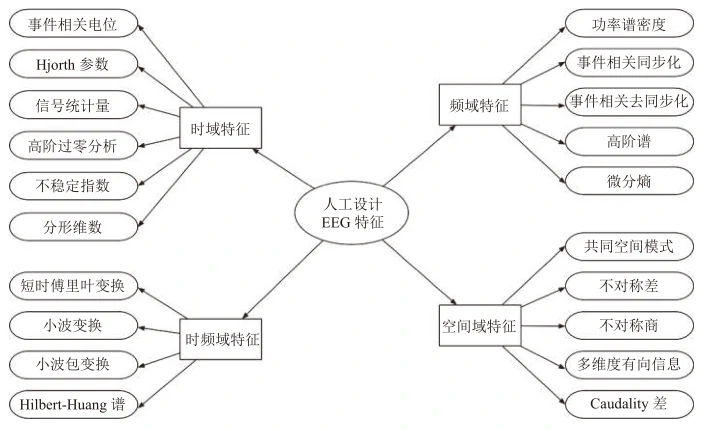 事件相关电位
Hjorth 参数
信号统计量
高阶过零分析
不稳定指数
分形维数
时域特征
功率谱密度
事件相关同步化
事件相关去同步化
高阶谱
微分熵
频域特征
人工设计
EEG 特征
短时傅里叶变换
小波变换
小波包变换
Hilbert-Huang 谱
时频域特征
共同空间模式
不对称差
不对称商
多维度有向信息
Caudality 差
空间域特征